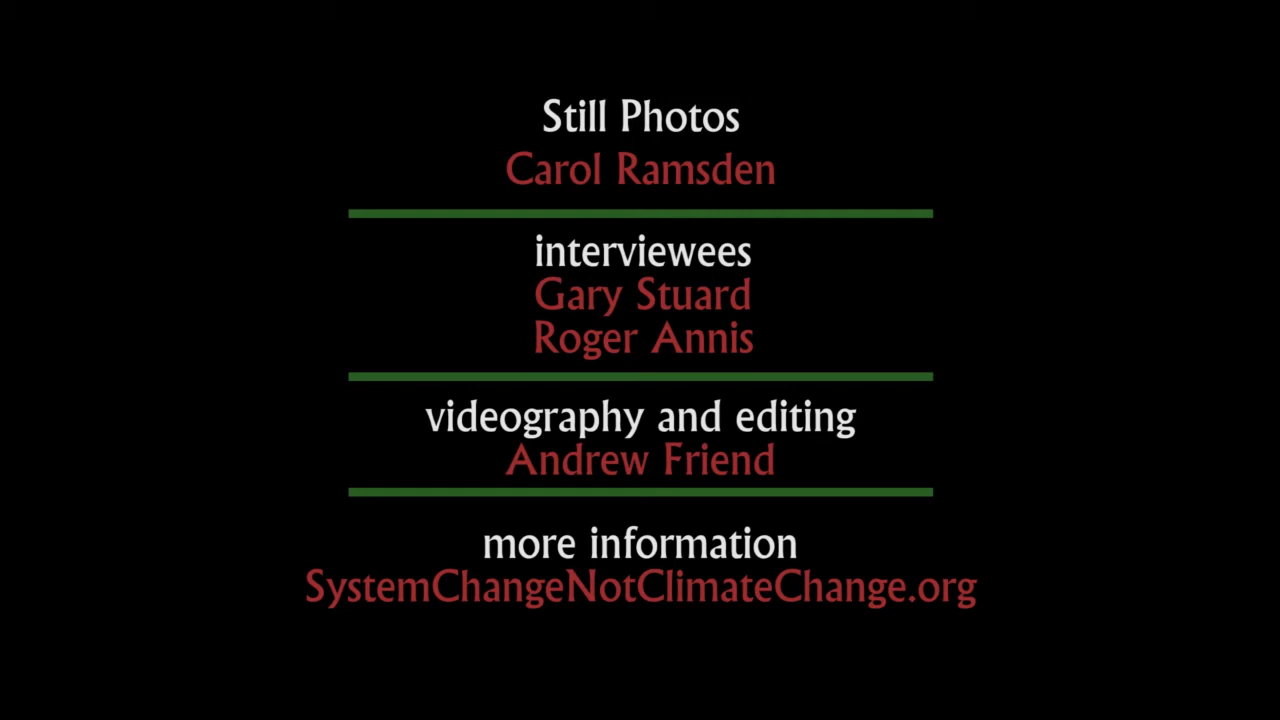 Still Photos
Carol Ramsden
interviewees
Gary Stuard
Roger Annis
videography and editing
Andrew Friend
more information
SystemChangeNotClimateChange.org